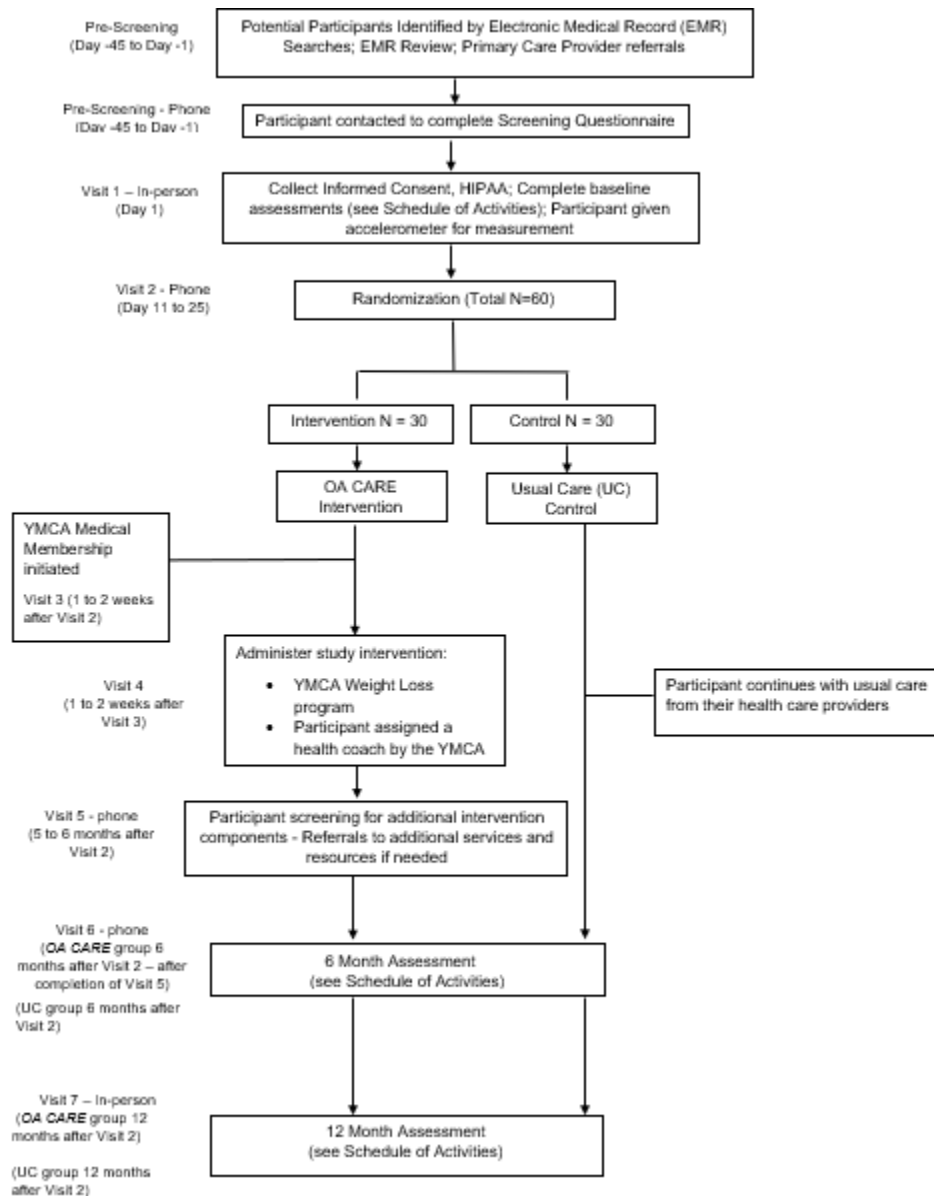 Pre-Screening
(Day -45 to Day -1)
Potential Participants Identified by Electronic Medical Record (EMR)
Searches; EMR Review; Primary Care Provider referrals
Pre-Screening - Phone
(Day -45 to Day -1)
Participant contacted to complete Screening Questionnaire
Visit 1 – In-person
(Day 1)
Collect Informed Consent, HIPAA; Complete baseline
assessments (see Schedule of Activities); Participant given
accelerometer for measurement
Visit 2 - Phone
(Day 11 to 25)
Randomization (Total N=60)
Intervention N = 30
Control N = 30
OA CARE
Intervention
Usual Care (UC)
Control
YMCA Medical
Membership
initiated
Visit 3 (1 to 2 weeks
after Visit 2)
Visit 4
(1 to 2 weeks after
Visit 3)
Administer study intervention:
• YMCA Weight Loss
program
• Participant assigned a
health coach by the YMCA
Participant continues with usual care
from their health care providers
Visit 5 - phone
(5 to 6 months after
Visit 2)
Participant screening for additional intervention
components - Referrals to additional services and
resources if needed
Visit 6 - phone
(OA CARE group 6
months after Visit 2 – after
completion of Visit 5)
(UC group 6 months after
Visit 2)
6 Month Assessment
(see Schedule of Activities)
Visit 7 – In-person
(OA CARE group 12
months after Visit 2)
(UC group 12 months
after Visit 2)
12 Month Assessment
(see Schedule of Activities)